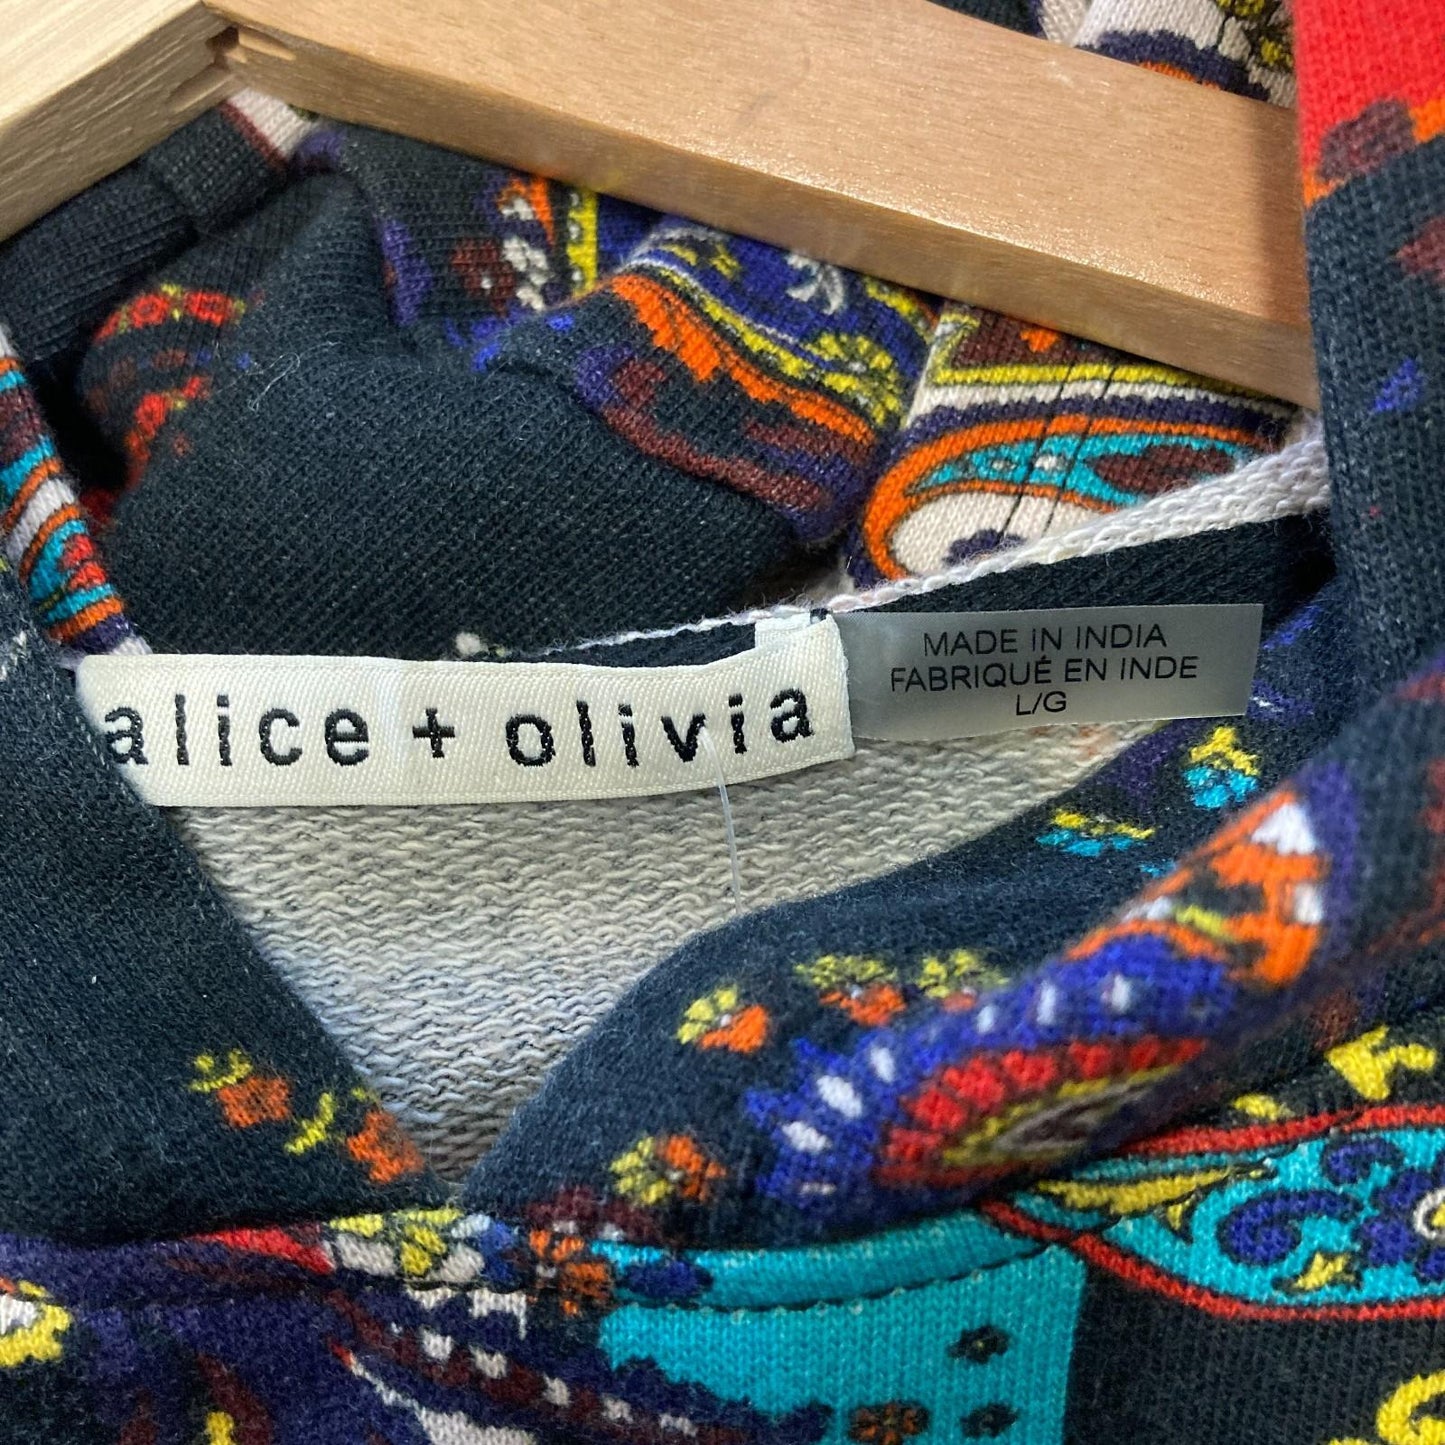 alice + olivia
MADE IN INDIA
FABRIQUÉ EN INDE
L/G